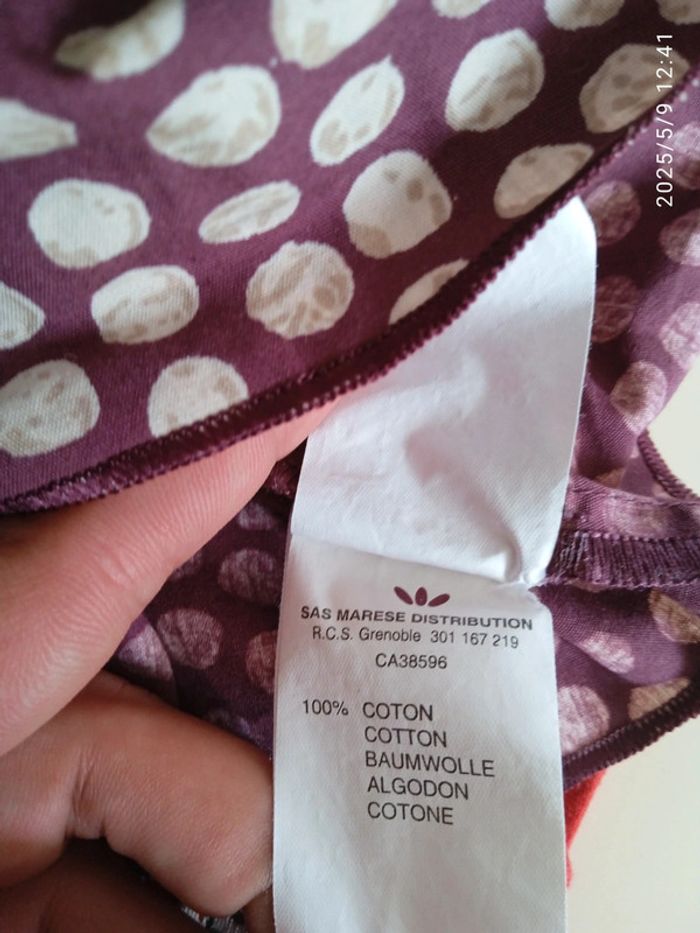 2025/5/9 12:41
SAS MARESE DISTRIBUTION
R.C.S. Grenoble 301 167 219
CA38596
100% COTON
COTTON
BAUMWOLLE
ALGODON
COTONE